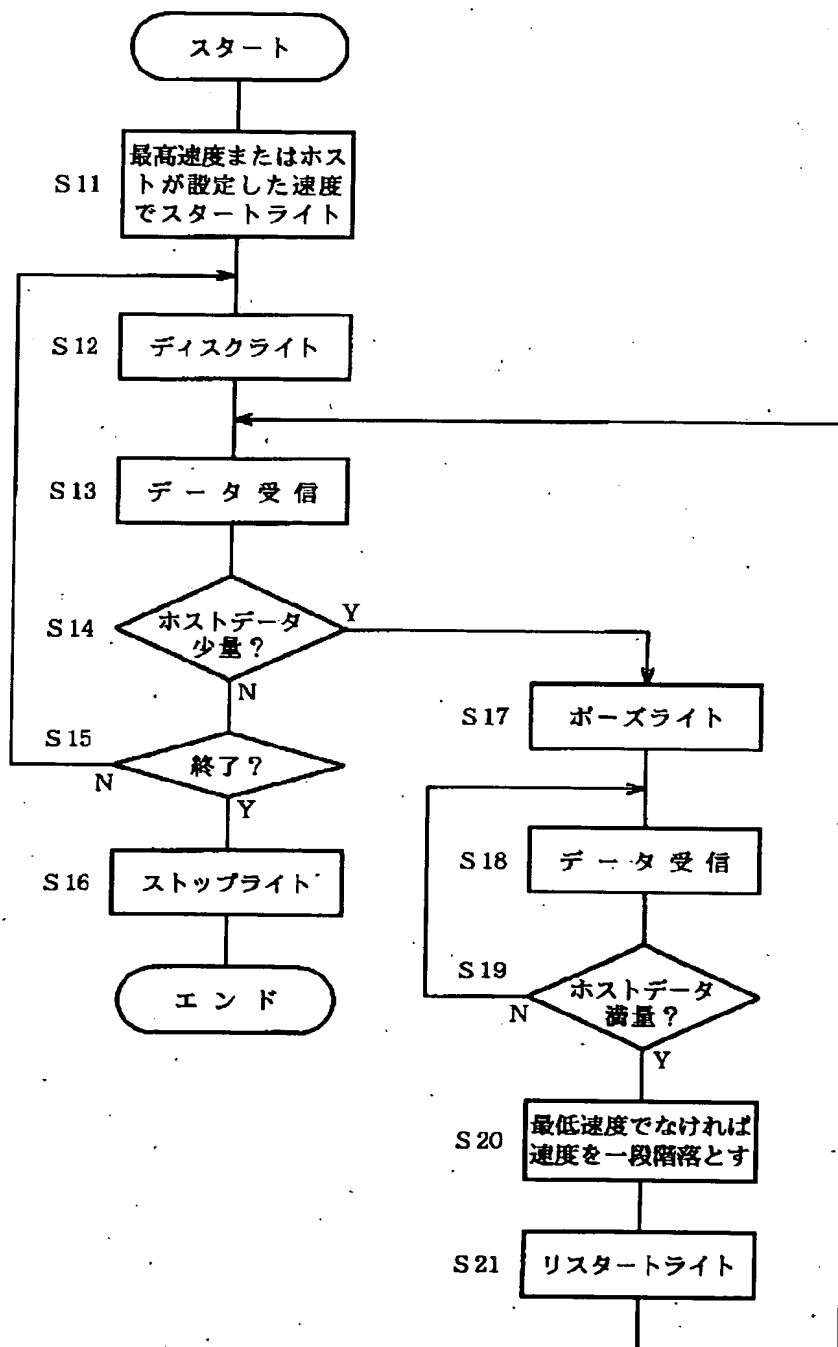 スタート
S11
最高速度またはホス
トが設定した速度
でスタートライト
S12
ディスクライト
S13
データ受信
S14
ホストデータ
少量？
Y
N
S15
終了？
N
Y
S16
ストップライト
エンド
S17
ポーズライト
S18
データ受信
S19
ホストデータ
満量？
N
Y
S20
最低速度でなければ
速度を一段階落とす
S21
リスタートライト